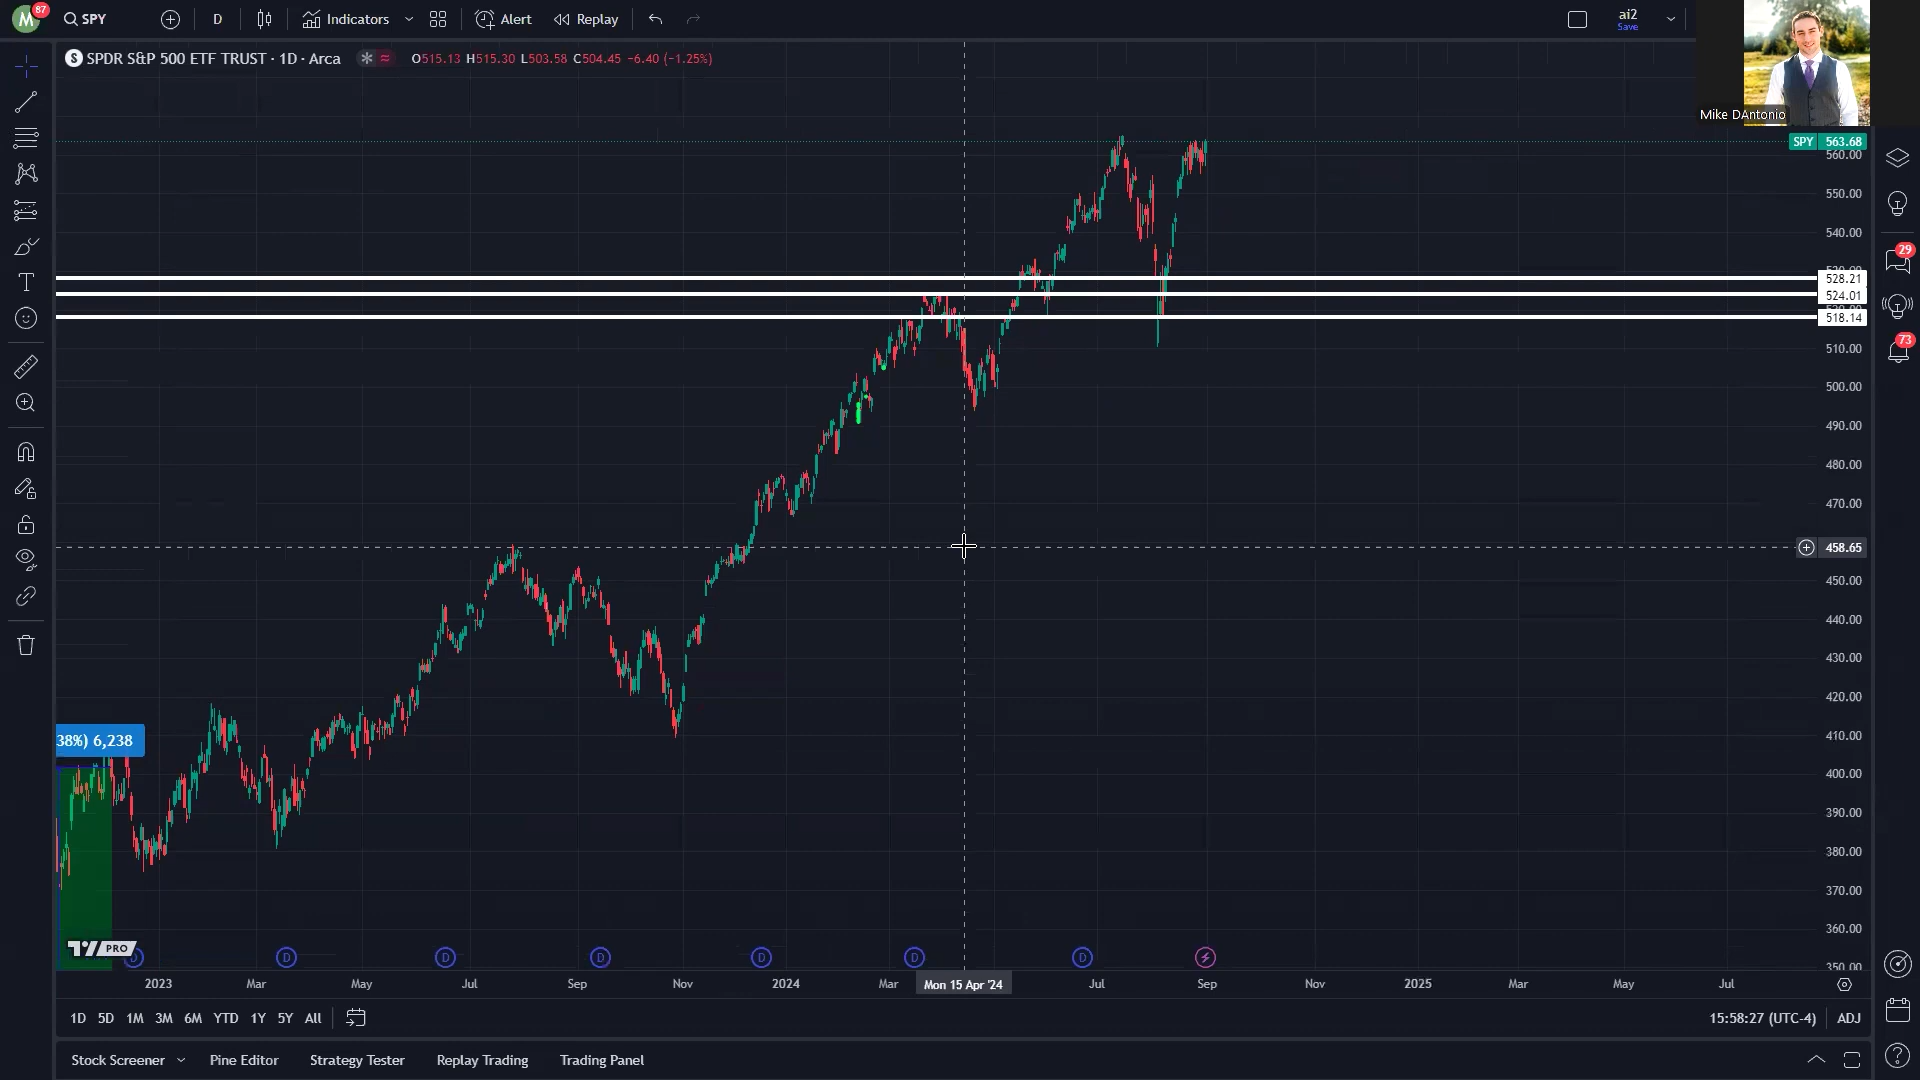 M 87 SPY D Indicators Alert Replay ai2
Save
S SPDR S&P 500 ETF TRUST · 1D · Arca O515.13 H515.30 L503.58 C504.45 −6.40 (−1.25%)
Mike DAntonio
SPY 563.68
560.00
550.00
540.00
29
528.21
524.01
518.14
73
510.00
500.00
490.00
480.00
470.00
458.65
450.00
440.00
430.00
420.00
410.00
38%) 6,238
400.00
390.00
380.00
370.00
360.00
PRO
D D D D D D D
350.00
2023 Mar May Jul Sep Nov 2024 Mar Mon 15 Apr '24 Jul Sep Nov 2025 Mar May Jul
1D 5D 1M 3M 6M YTD 1Y 5Y All 15:58:27 (UTC-4) ADJ
Stock Screener Pine Editor Strategy Tester Replay Trading Trading Panel